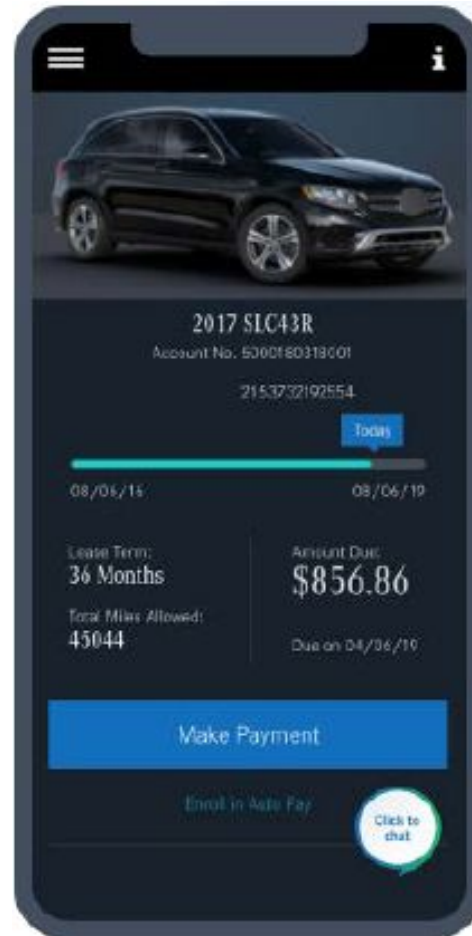 i
2017 SLC43R
Account No. 5000180318001
2153732192554
Today
08/06/16
08/06/19
Lease Term:
36 Months
Total Miles Allowed:
45044
Amount Due:
$856.86
Due on 04/06/19
Make Payment
Enroll in Auto Pay
Click to
chat